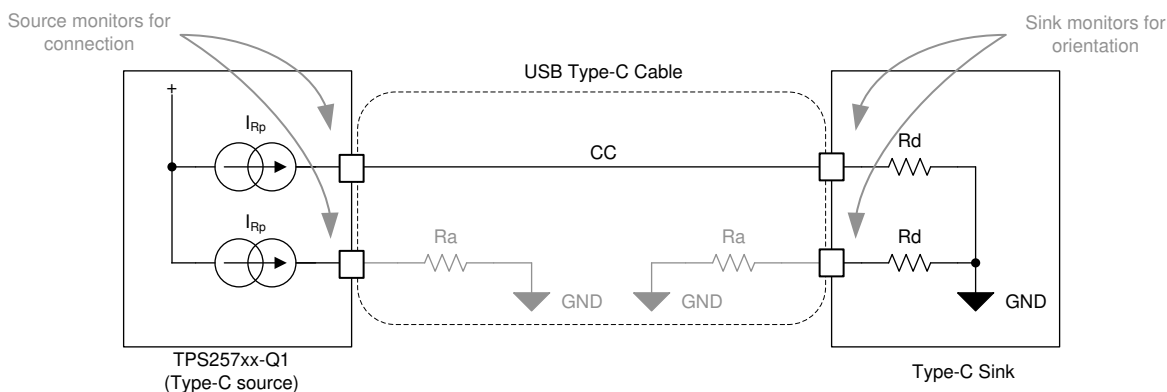 Source monitors for
connection
Sink monitors for
orientation
USB Type-C Cable
+
IRp
CC
Rd
IRp
Ra
Ra
Rd
GND
GND
GND
TPS257xx-Q1
(Type-C source)
Type-C Sink